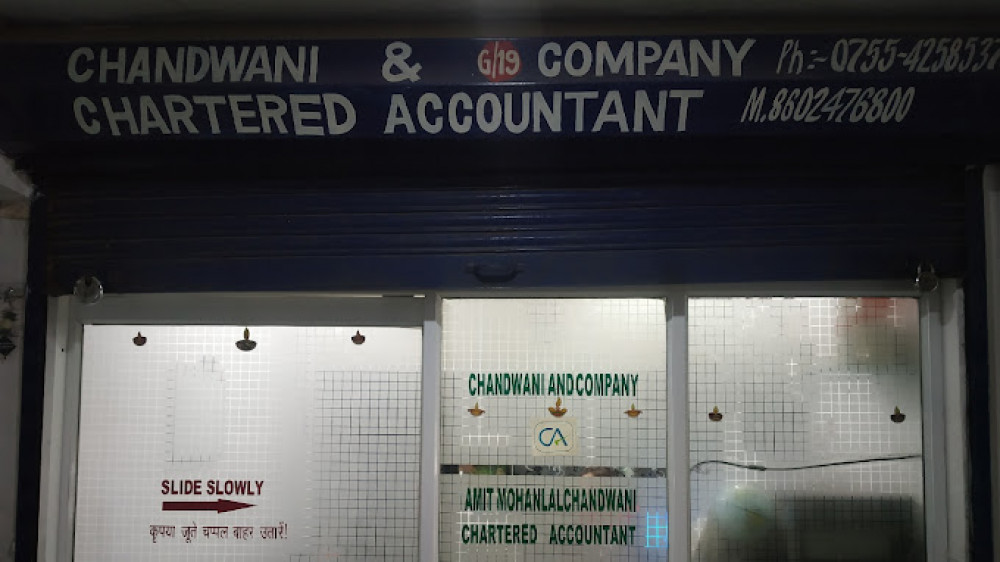 CHANDWANI & G/19 COMPANY Ph:- 0755-4258537
CHARTERED ACCOUNTANT M.8602476800
CHANDWANI ANDCOMPANY
CA
SLIDE SLOWLY
कृपया जूते चप्पल बाहर उतारें!
AMIT MOHANLALCHANDWANI
CHARTERED ACCOUNTANT